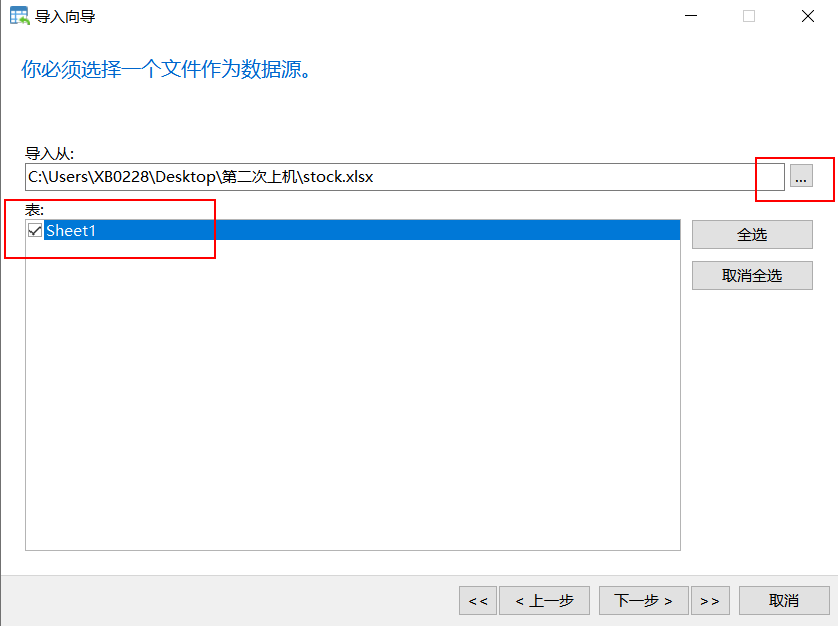 导入向导
你必须选择一个文件作为数据源。
导入从:
C:\Users\XB0228\Desktop\第二次上机\stock.xlsx
...
表:
Sheet1
全选
取消全选
<< < 上一步 下一步 > >> 取消